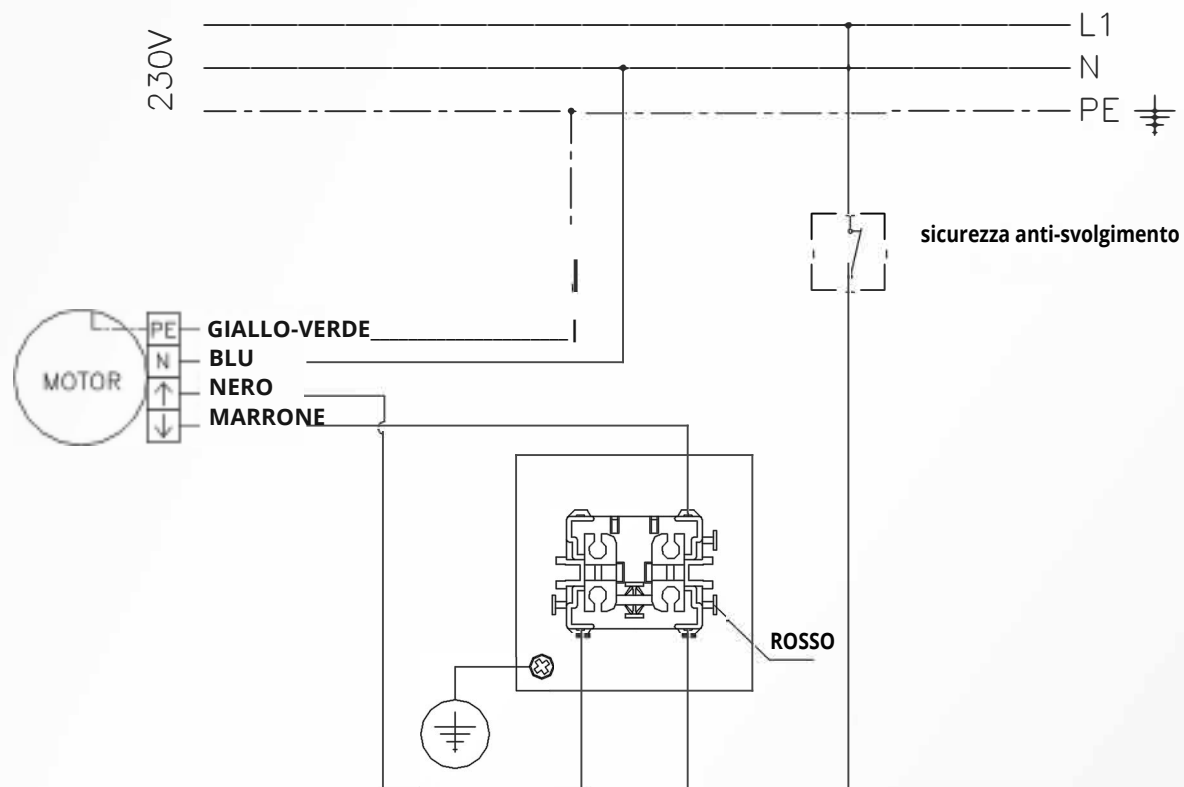 L1
230V
N
PE
sicurezza anti-svolgimento
PE GIALLO-VERDE
N BLU
MOTOR
↑ NERO
↓ MARRONE
ROSSO